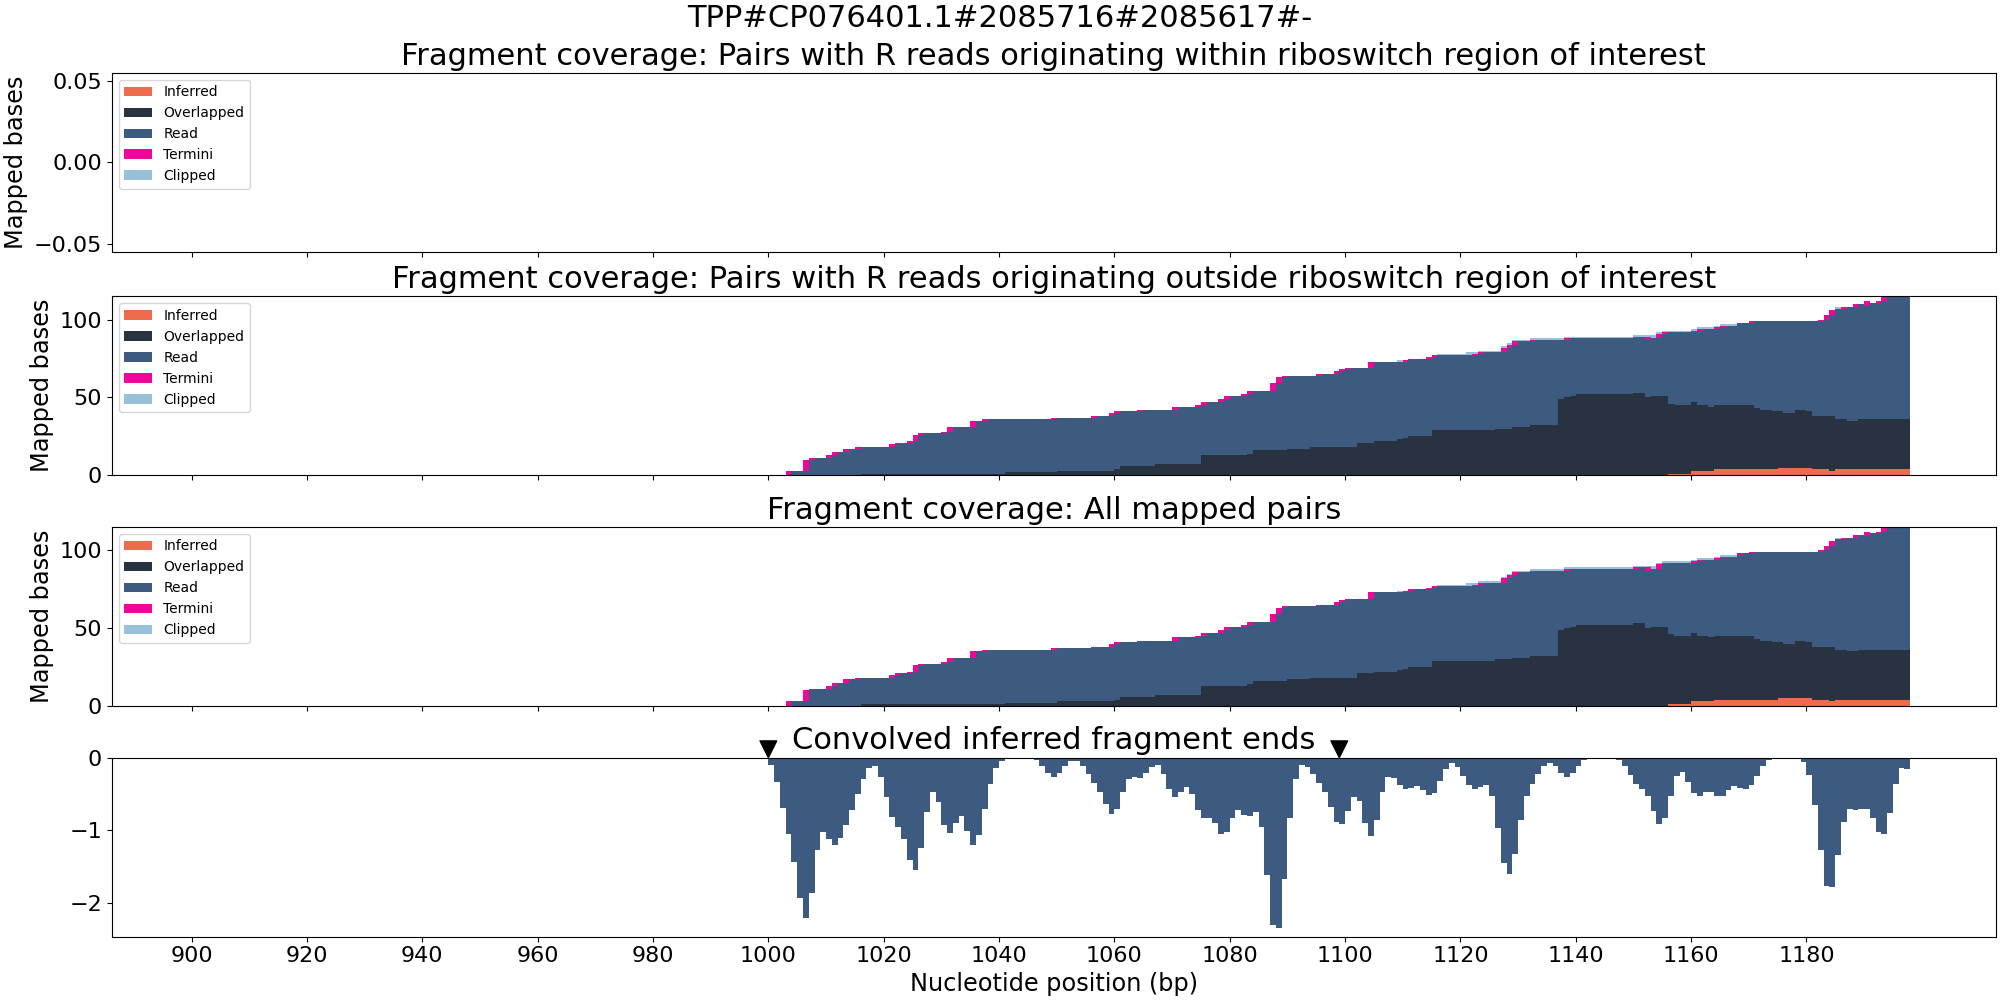 TPP#CP076401.1#2085716#2085617#-
Fragment coverage: Pairs with R reads originating within riboswitch region of interest
Mapped bases
0.05
0.00
−0.05
Inferred
Overlapped
Read
Termini
Clipped
Fragment coverage: Pairs with R reads originating outside riboswitch region of interest
Mapped bases
100
50
0
Inferred
Overlapped
Read
Termini
Clipped
Fragment coverage: All mapped pairs
Mapped bases
100
50
0
Inferred
Overlapped
Read
Termini
Clipped
Convolved inferred fragment ends
0
−1
−2
900 920 940 960 980 1000 1020 1040 1060 1080 1100 1120 1140 1160 1180
Nucleotide position (bp)